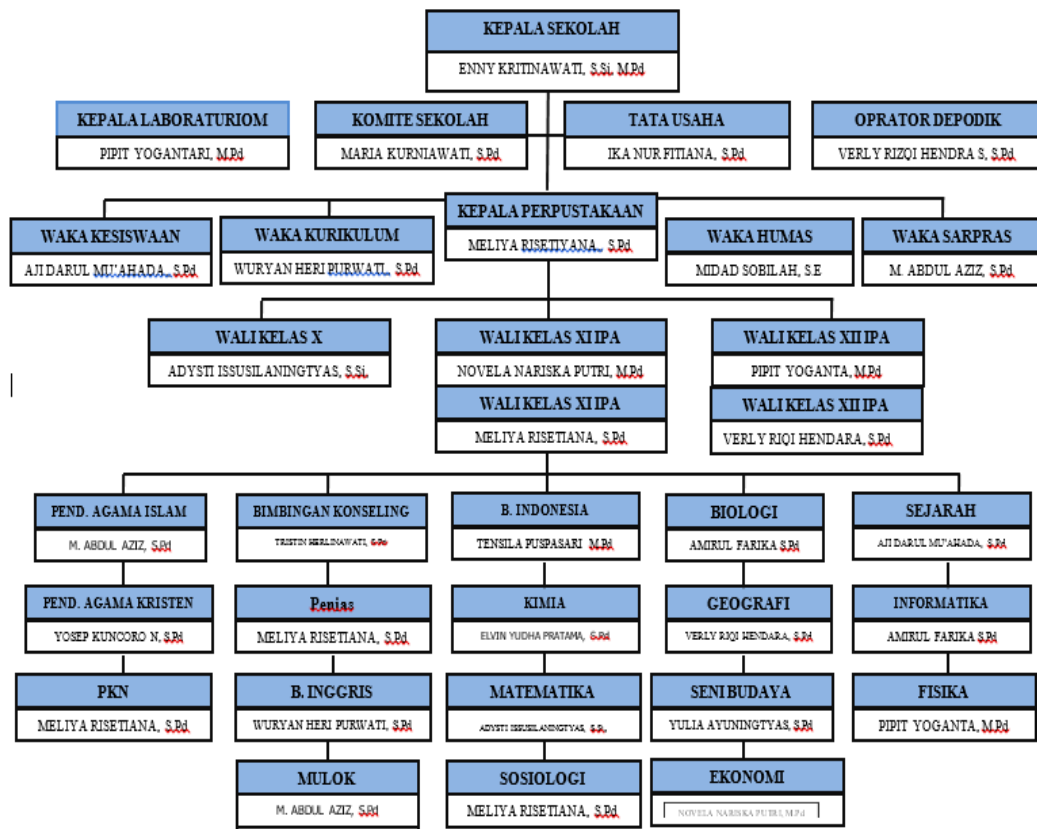 KEPALA SEKOLAH
ENNY KRITINAWATI, S.Si, M.Pd
KEPALA LABORATURIOM
PIPIT YOGANTARI, M.Pd
KOMITE SEKOLAH
MARIA KURNIAWATI, S.Pd
TATA USAHA
IKA NUR FITIANA, S.Pd
OPRATOR DEPODIK
VERLY RIZQI HENDRA S, S.Pd
KEPALA PERPUSTAKAAN
MELIYA RISETIYANA, S.Pd
WAKA KESISWAAN
AJI DARUL MU'AHADA, S.Pd
WAKA KURIKULUM
WURYAN HERI PURWATI, S.Pd
WAKA HUMAS
MIDAD SOBILAH, S.E
WAKA SARPRAS
M. ABDUL AZIZ, S.Pd
WALI KELAS X
ADYSTI ISSUSILANINGTYAS, S.Si
WALI KELAS XI IPA
NOVELA NARISKA PUTRI, M.Pd
WALI KELAS XI IPA
MELIYA RISETIANA, S.Pd
WALI KELAS XII IPA
PIPIT YOGANTA, M.Pd
WALI KELAS XII IPA
VERLY RIQI HENDARA, S.Pd
PEND. AGAMA ISLAM
M. ABDUL AZIZ, S.Pd
BIMBINGAN KONSELING
TRISTIN HERLINAWATI, S.Pd
B. INDONESIA
TENSILA PUSPASARI M.Pd
BIOLOGI
AMIRUL FARIKA S.Pd
SEJARAH
AJI DARUL MU'AHADA, S.Pd
PEND. AGAMA KRISTEN
YOSEP KUNCORO N, S.Pd
Penjas
MELIYA RISETIANA, S.Pd
KIMIA
ELVIN YUDHA PRATAMA, S.Pd
GEOGRAFI
VERLY RIQI HENDARA, S.Pd
INFORMATIKA
AMIRUL FARIKA S.Pd
PKN
MELIYA RISETIANA, S.Pd
B. INGGRIS
WURYAN HERI PURWATI, S.Pd
MATEMATIKA
ADYSTI ISSUSILANINGTYAS,
SENI BUDAYA
YULIA AYUNINGTYAS, S.Pd
FISIKA
PIPIT YOGANTA, M.Pd
MULOK
M. ABDUL AZIZ, S.Pd
SOSIOLOGI
MELIYA RISETIANA, S.Pd
EKONOMI
NOVELA NARISKA PUTRI, M.Pd